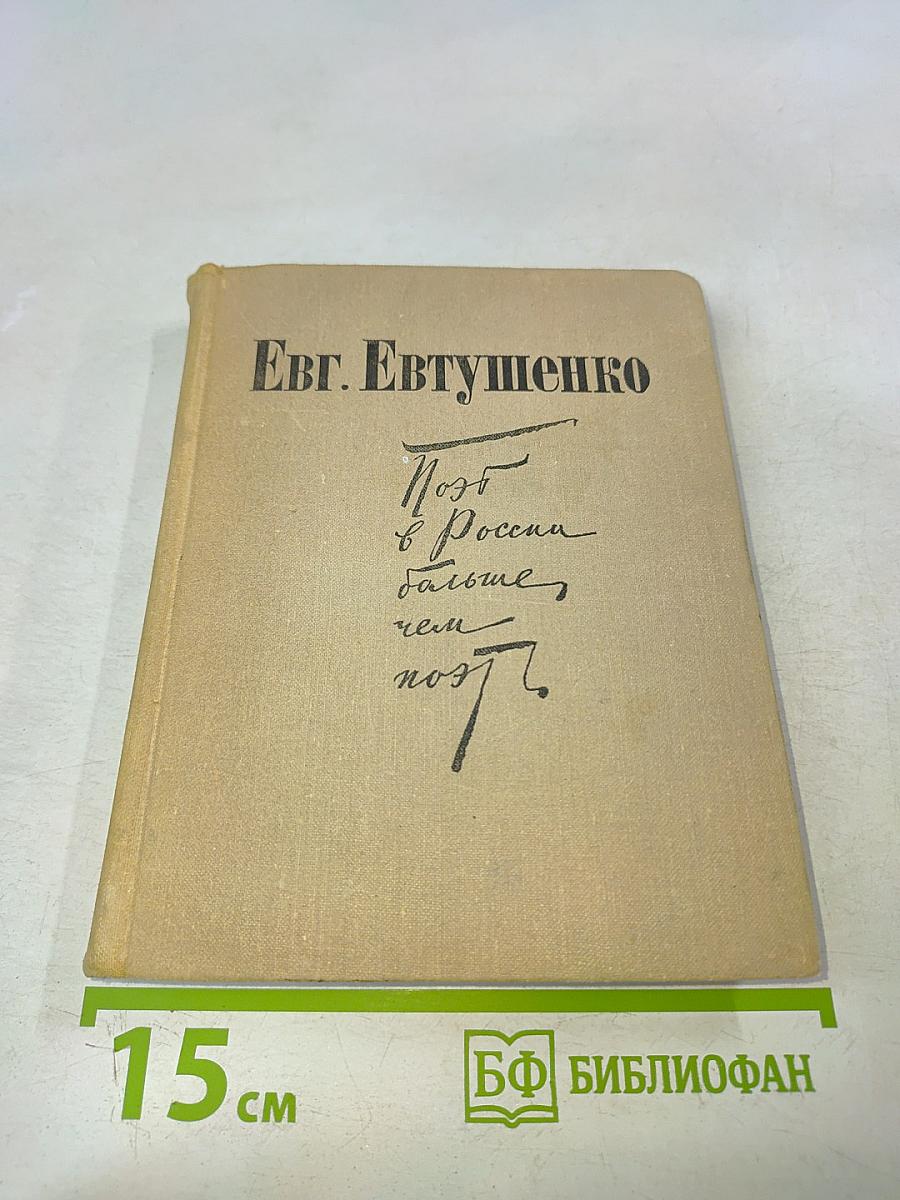 Евг. Евтушенко
Поэт
в России
больше,
чем
поэт
15 см
БФ БИБЛИОФАН